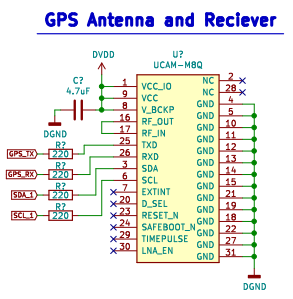 GPS Antenna and Reciever
DVDD
U?
UCAM-M8Q
C?
4.7uF
DGND
1 VCC_IO
9 VCC
8 V_BCKP
16 RF_OUT
17 RF_IN
25 TXD
26 RXD
3 SDA
6 SCL
7 EXTINT
20 D_SEL
23 RESET_N
24 SAFEBOOT_N
29 TIMEPULSE
30 LNA_EN
NC 2
NC 28
GND 4
GND 5
GND 10
GND 11
GND 12
GND 13
GND 14
GND 15
GND 21
GND 19
GND 18
GND 22
GND 27
GND 31
GPS_TX R? 220
GPS_RX R? 220
SDA_1 R? 220
SCL_1 R? 220
DGND